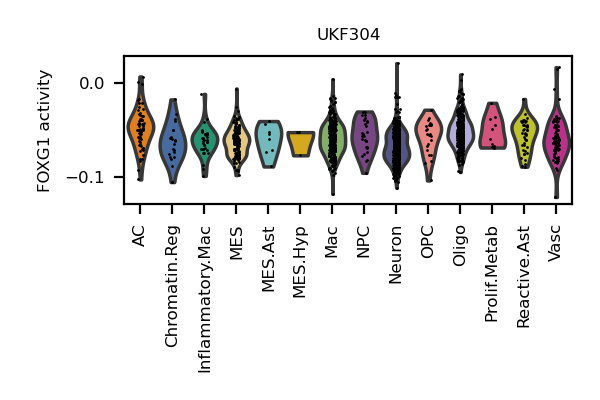 UKF304
FOXG1 activity
0.0
−0.1
AC
Chromatin.Reg
Inflammatory.Mac
MES
MES.Ast
MES.Hyp
Mac
NPC
Neuron
OPC
Oligo
Prolif.Metab
Reactive.Ast
Vasc